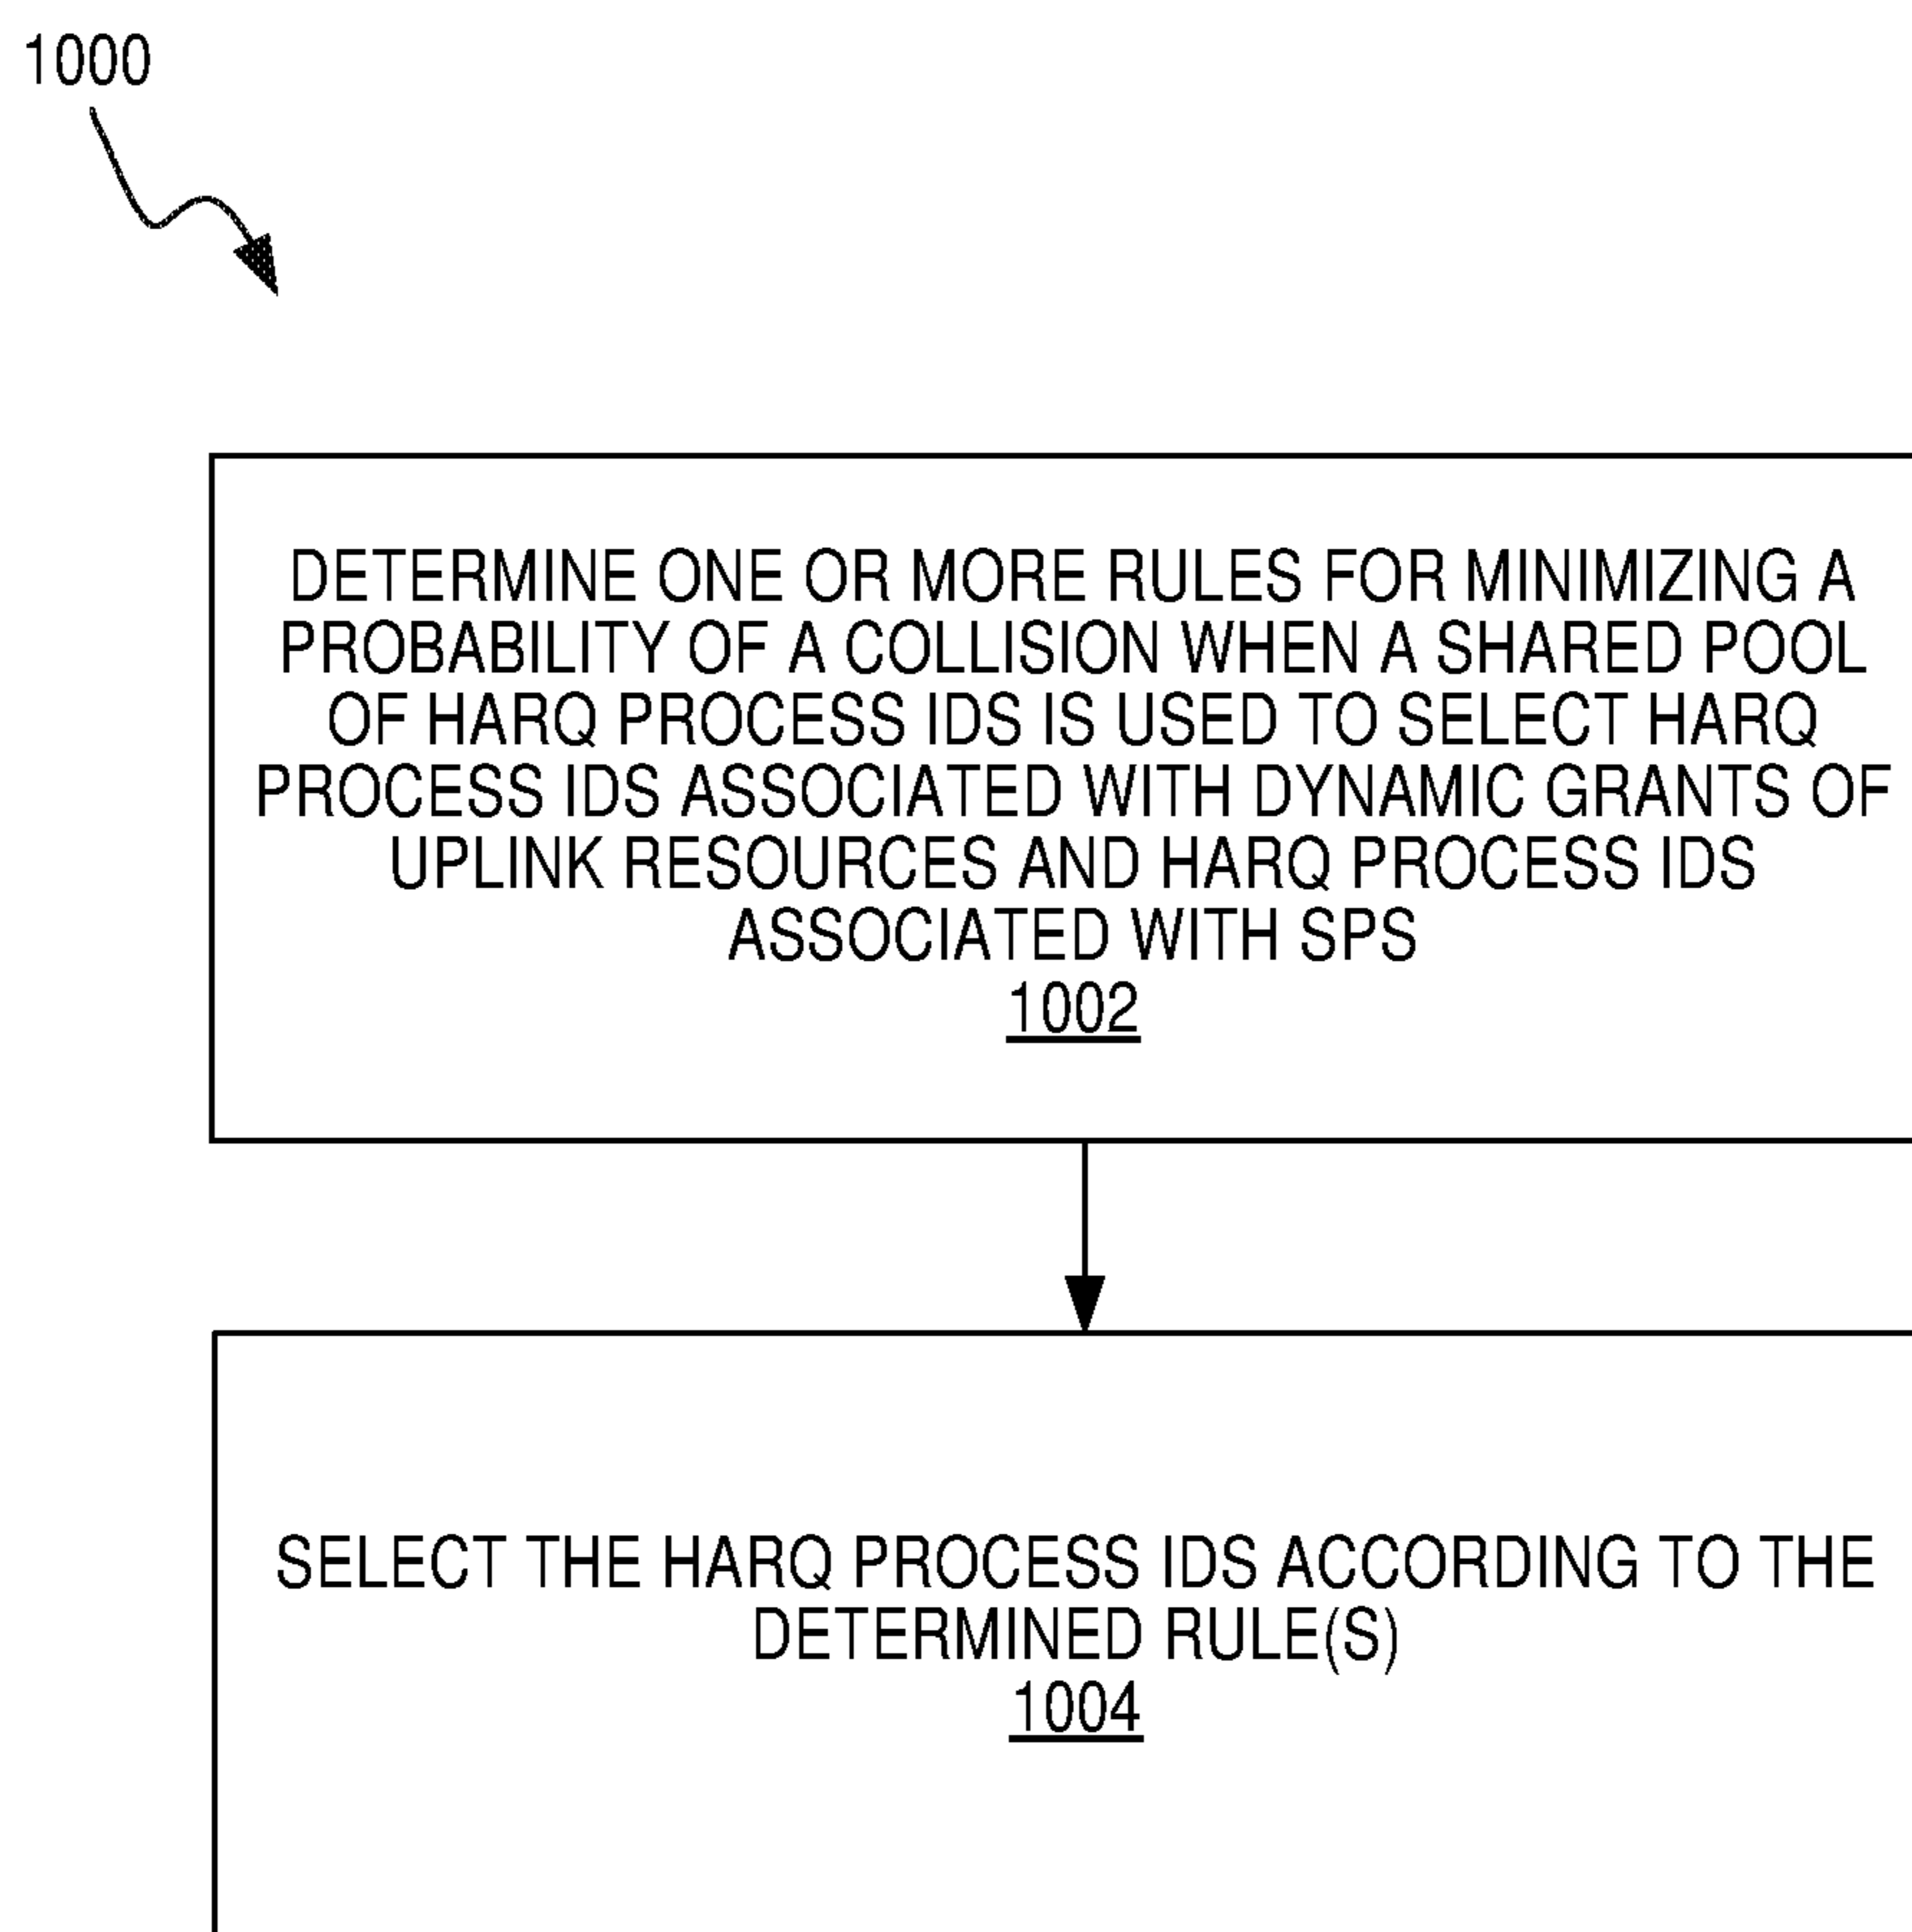 1000
DETERMINE ONE OR MORE RULES FOR MINIMIZING A
PROBABILITY OF A COLLISION WHEN A SHARED POOL
OF HARQ PROCESS IDS IS USED TO SELECT HARQ
PROCESS IDS ASSOCIATED WITH DYNAMIC GRANTS OF
UPLINK RESOURCES AND HARQ PROCESS IDS
ASSOCIATED WITH SPS
1002
SELECT THE HARQ PROCESS IDS ACCORDING TO THE
DETERMINED RULE(S)
1004